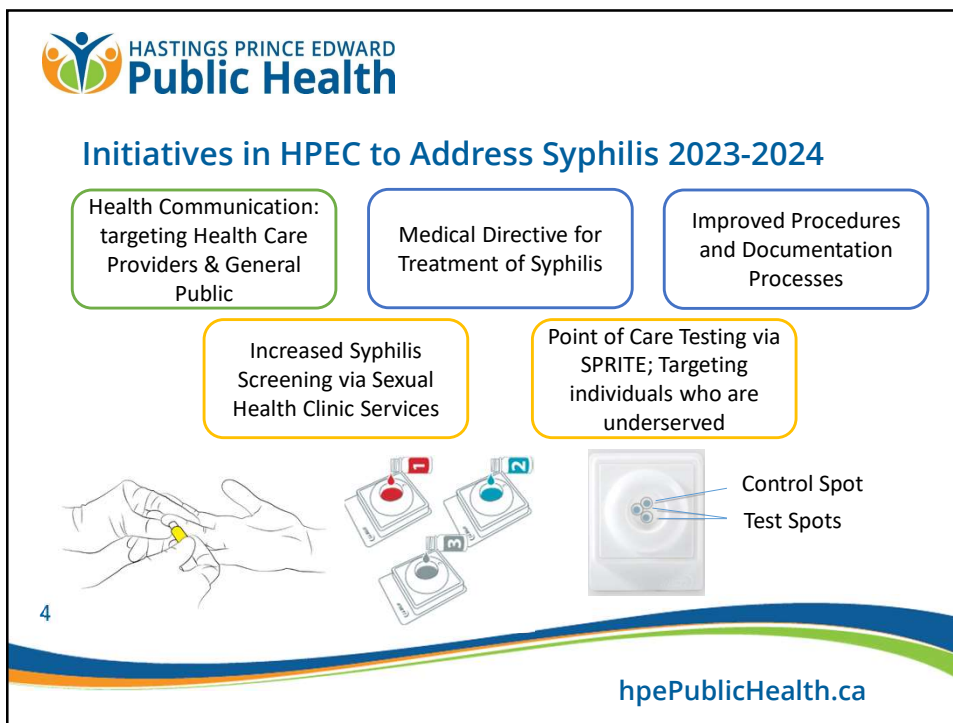 HASTINGS PRINCE EDWARD
Public Health
Initiatives in HPEC to Address Syphilis 2023-2024
Health Communication:
targeting Health Care
Providers & General
Public
Medical Directive for
Treatment of Syphilis
Improved Procedures
and Documentation
Processes
Increased Syphilis
Screening via Sexual
Health Clinic Services
Point of Care Testing via
SPRITE; Targeting
individuals who are
underserved
1
2
3
Control Spot
Test Spots
4
hpePublicHealth.ca